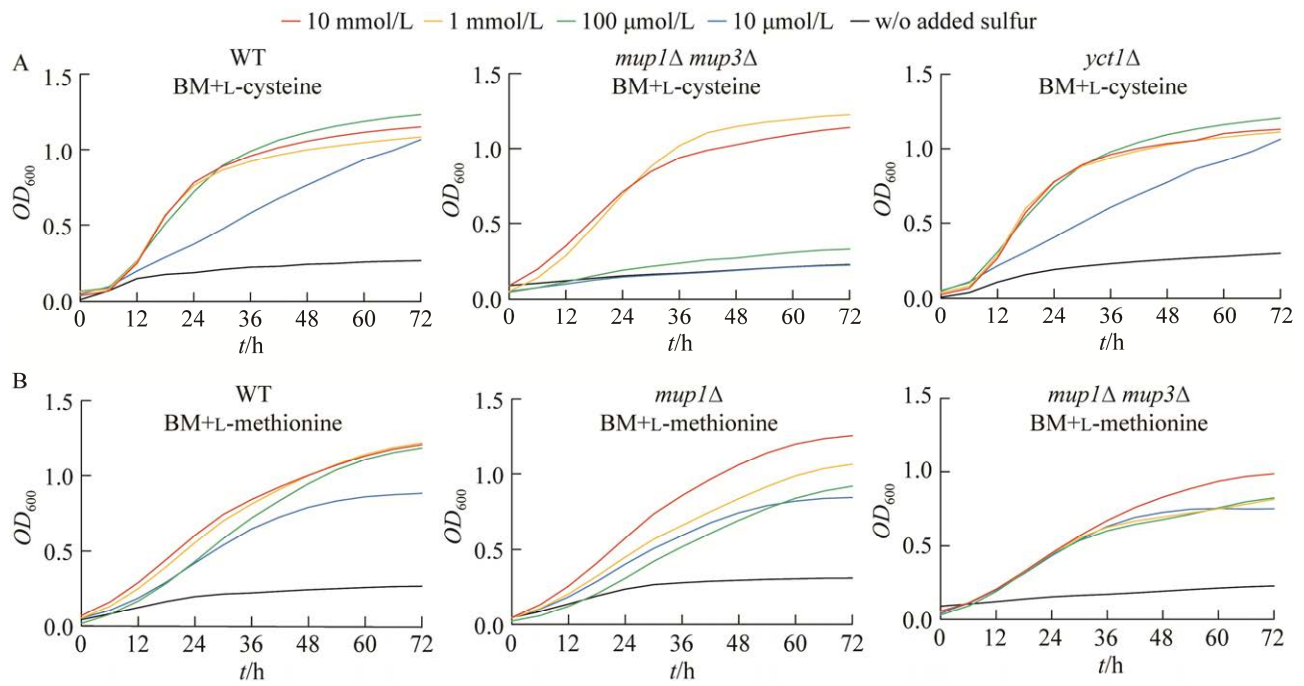 10 mmol/L 1 mmol/L 100 μmol/L 10 μmol/L w/o added sulfur
A
WT
BM+L-cysteine
1.5
1.0
0.5
0.0
OD600
0 12 24 36 48 60 72
t/h
mup1Δ mup3Δ
BM+L-cysteine
1.5
1.0
0.5
0.0
OD600
0 12 24 36 48 60 72
t/h
yct1Δ
BM+L-cysteine
1.5
1.0
0.5
0.0
OD600
0 12 24 36 48 60 72
t/h
B
WT
BM+L-methionine
1.5
1.0
0.5
0.0
OD600
0 12 24 36 48 60 72
t/h
mup1Δ
BM+L-methionine
1.5
1.0
0.5
0.0
OD600
0 12 24 36 48 60 72
t/h
mup1Δ mup3Δ
BM+L-methionine
1.5
1.0
0.5
0.0
OD600
0 12 24 36 48 60 72
t/h